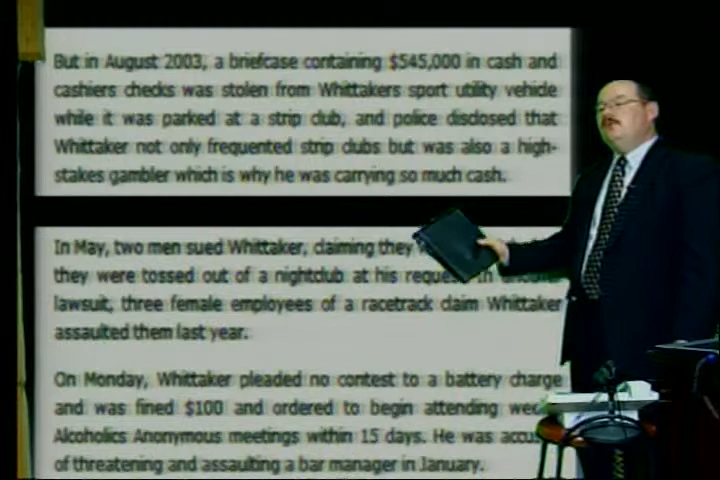 But in August 2003, a briefcase containing $545,000 in cash and
cashiers checks was stolen from Whittakers sport utility vehicle
while it was parked at a strip club, and police disclosed that
Whittaker not only frequented strip clubs but was also a high-
stakes gambler which is why he was carrying so much cash.
In May, two men sued Whittaker, claiming they
they were tossed out of a nightclub at his request. In
lawsuit, three female employees of a racetrack claim Whittaker
assaulted them last year.
On Monday, Whittaker pleaded no contest to a battery charge
and was fined $100 and ordered to begin attending
Alcoholics Anonymous meetings within 15 days. He was
of threatening and assaulting a bar manager in January.